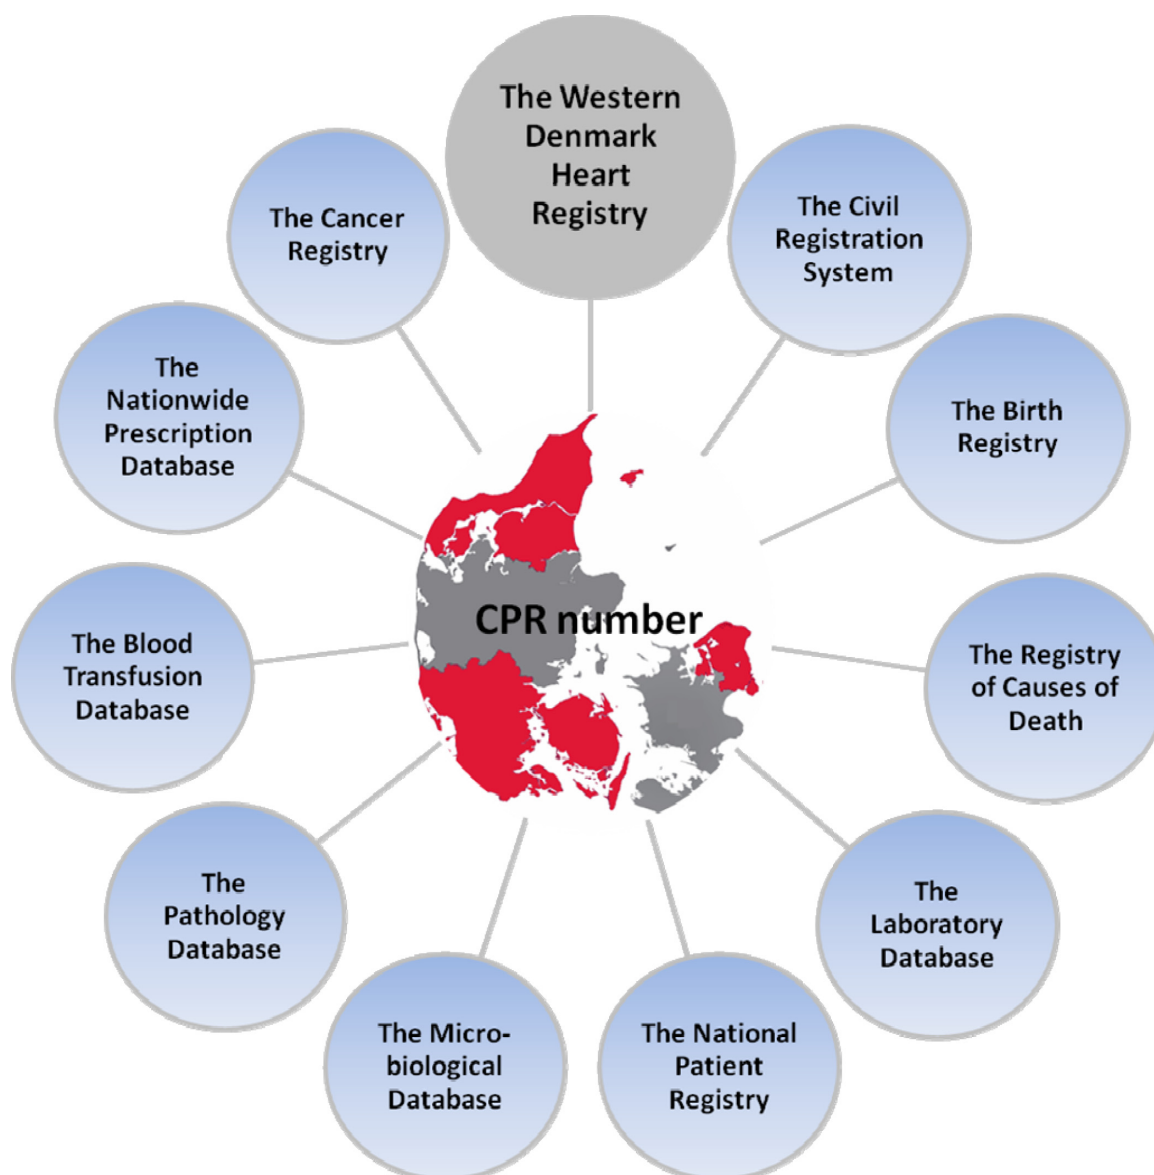 The Western
Denmark
Heart
Registry
The Civil
Registration
System
The Birth
Registry
The Registry
of Causes of
Death
The
Laboratory
Database
The National
Patient
Registry
The Micro-
biological
Database
The
Pathology
Database
The Blood
Transfusion
Database
The
Nationwide
Prescription
Database
The Cancer
Registry
CPR number